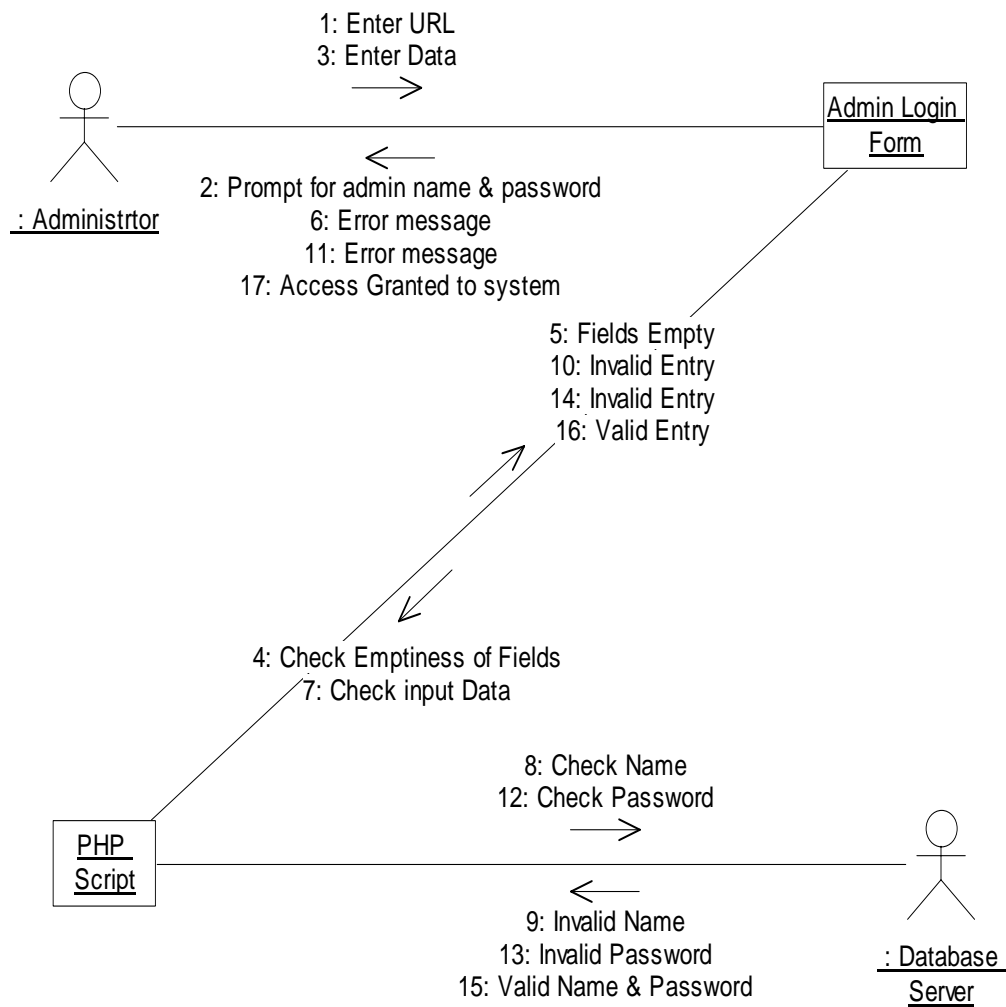 1: Enter URL
3: Enter Data
Admin Login
Form
: Administrtor
2: Prompt for admin name & password
6: Error message
11: Error message
17: Access Granted to system
5: Fields Empty
10: Invalid Entry
14: Invalid Entry
16: Valid Entry
4: Check Emptiness of Fields
7: Check input Data
8: Check Name
12: Check Password
PHP
Script
9: Invalid Name
13: Invalid Password
15: Valid Name & Password
: Database
Server